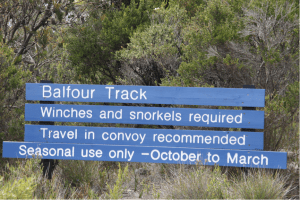 Balfour Track
Winches and snorkels required
Travel in convoy recommended
Seasonal use only –October to March